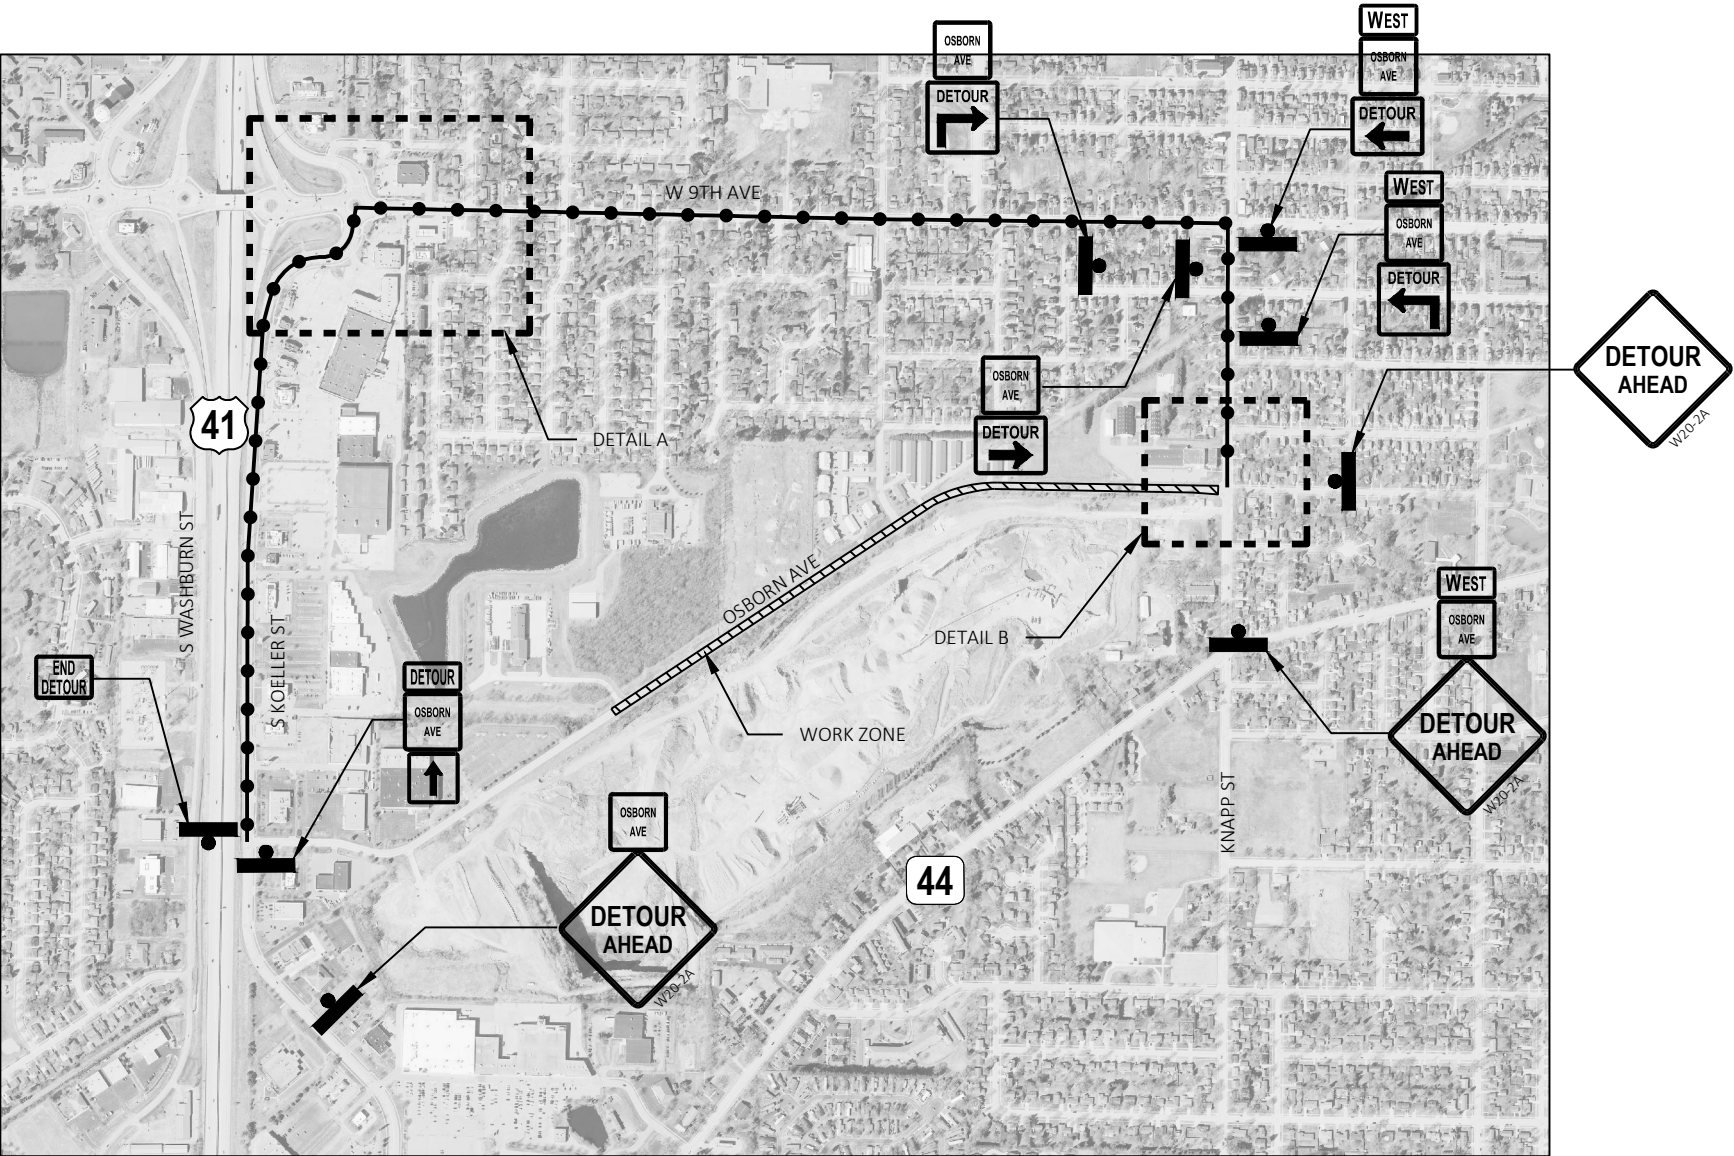 WEST
OSBORN
AVE
DETOUR
OSBORN
AVE
DETOUR
WEST
OSBORN
AVE
DETOUR
W 9TH AVE
DETOUR
AHEAD
W20-2A
OSBORN
AVE
DETOUR
41
DETAIL A
S WASHBURN ST
OSBORN AVE
WEST
OSBORN
AVE
DETOUR
AHEAD
W20-2A
DETAIL B
S KOELLER ST
END
DETOUR
DETOUR
OSBORN
AVE
WORK ZONE
KNAPP ST
OSBORN
AVE
DETOUR
AHEAD
W20-2A
44